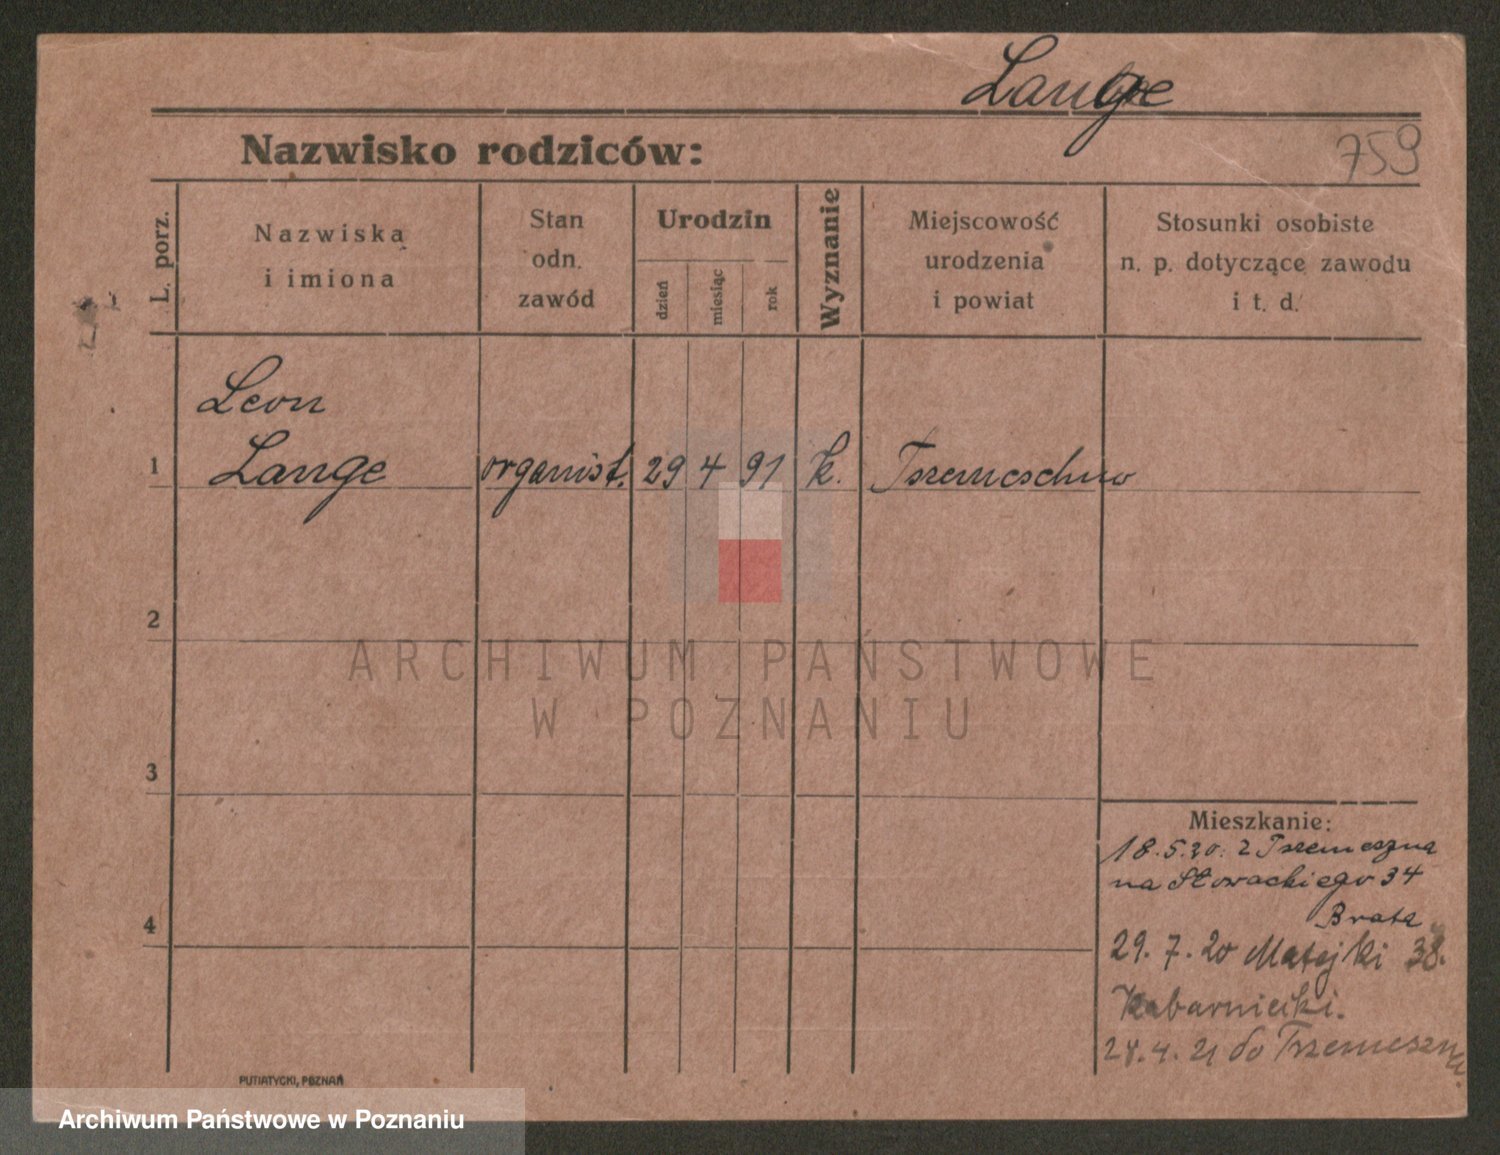 Lange
759
Nazwisko rodziców:
L. porz.
Nazwiska
i imiona
Stan
odn.
zawód
Urodzin
dzień
miesiąc
rok
Wyznanie
Miejscowość
urodzenia
i powiat
Stosunki osobiste
n. p. dotyczące zawodu
i t. d.
Leon
1 Lange organist. 29 4 91 k. Trzemeschno
2
ARCHIWUM PAŃSTWOWE
W POZNANIU
3
Mieszkanie:
18.5.20. z Trzemeszna
na Słowackiego 34
Brata
4
29.7.20 Matejki 38.
24.4.21 do Trzemeszna.
PUTIATYCKI, POZNAŃ
Archiwum Państwowe w Poznaniu